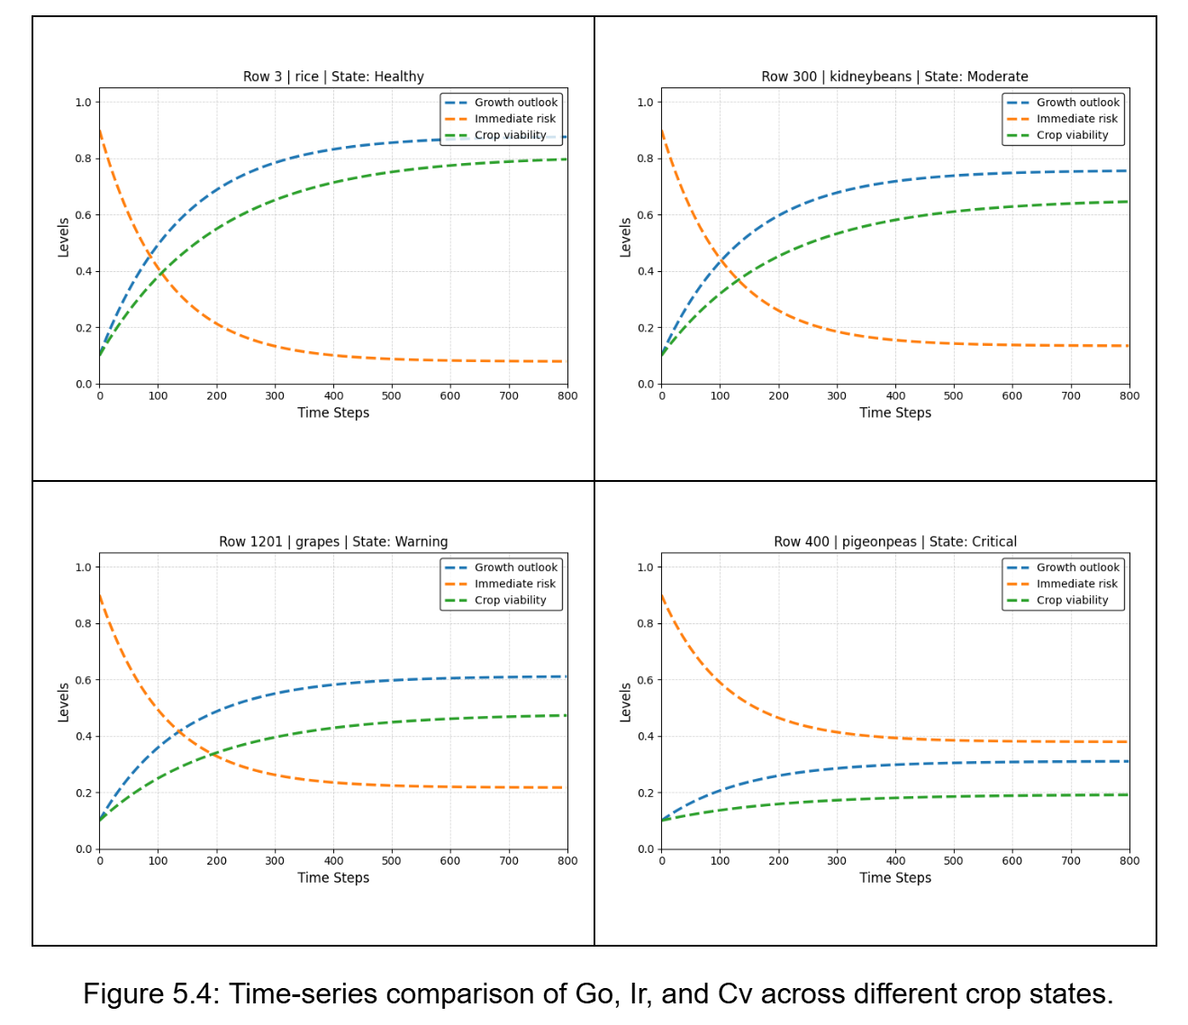 Row 3 | rice | State: Healthy
Growth outlook
Immediate risk
Crop viability
1.0
0.8
0.6
0.4
0.2
0.0
Levels
0 100 200 300 400 500 600 700 800
Time Steps
Row 300 | kidneybeans | State: Moderate
Growth outlook
Immediate risk
Crop viability
1.0
0.8
0.6
0.4
0.2
0.0
Levels
0 100 200 300 400 500 600 700 800
Time Steps
Row 1201 | grapes | State: Warning
Growth outlook
Immediate risk
Crop viability
1.0
0.8
0.6
0.4
0.2
0.0
Levels
0 100 200 300 400 500 600 700 800
Time Steps
Row 400 | pigeonpeas | State: Critical
Growth outlook
Immediate risk
Crop viability
1.0
0.8
0.6
0.4
0.2
0.0
Levels
0 100 200 300 400 500 600 700 800
Time Steps
Figure 5.4: Time-series comparison of Go, Ir, and Cv across different crop states.